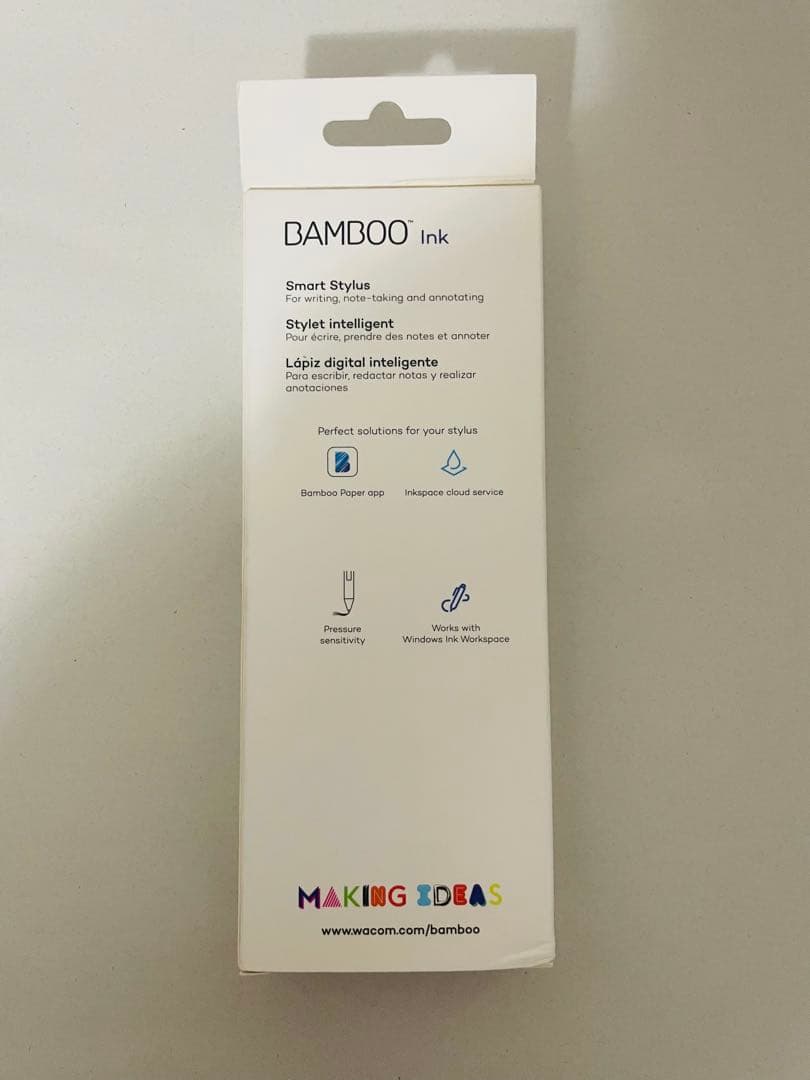 BAMBOO™ Ink
Smart Stylus
For writing, note-taking and annotating
Stylet intelligent
Pour écrire, prendre des notes et annoter
Lápiz digital inteligente
Para escribir, redactar notas y realizar
anotaciones
Perfect solutions for your stylus
Bamboo Paper app
Inkspace cloud service
Pressure
sensitivity
Works with
Windows Ink Workspace
MAKING IDEAS
www.wacom.com/bamboo